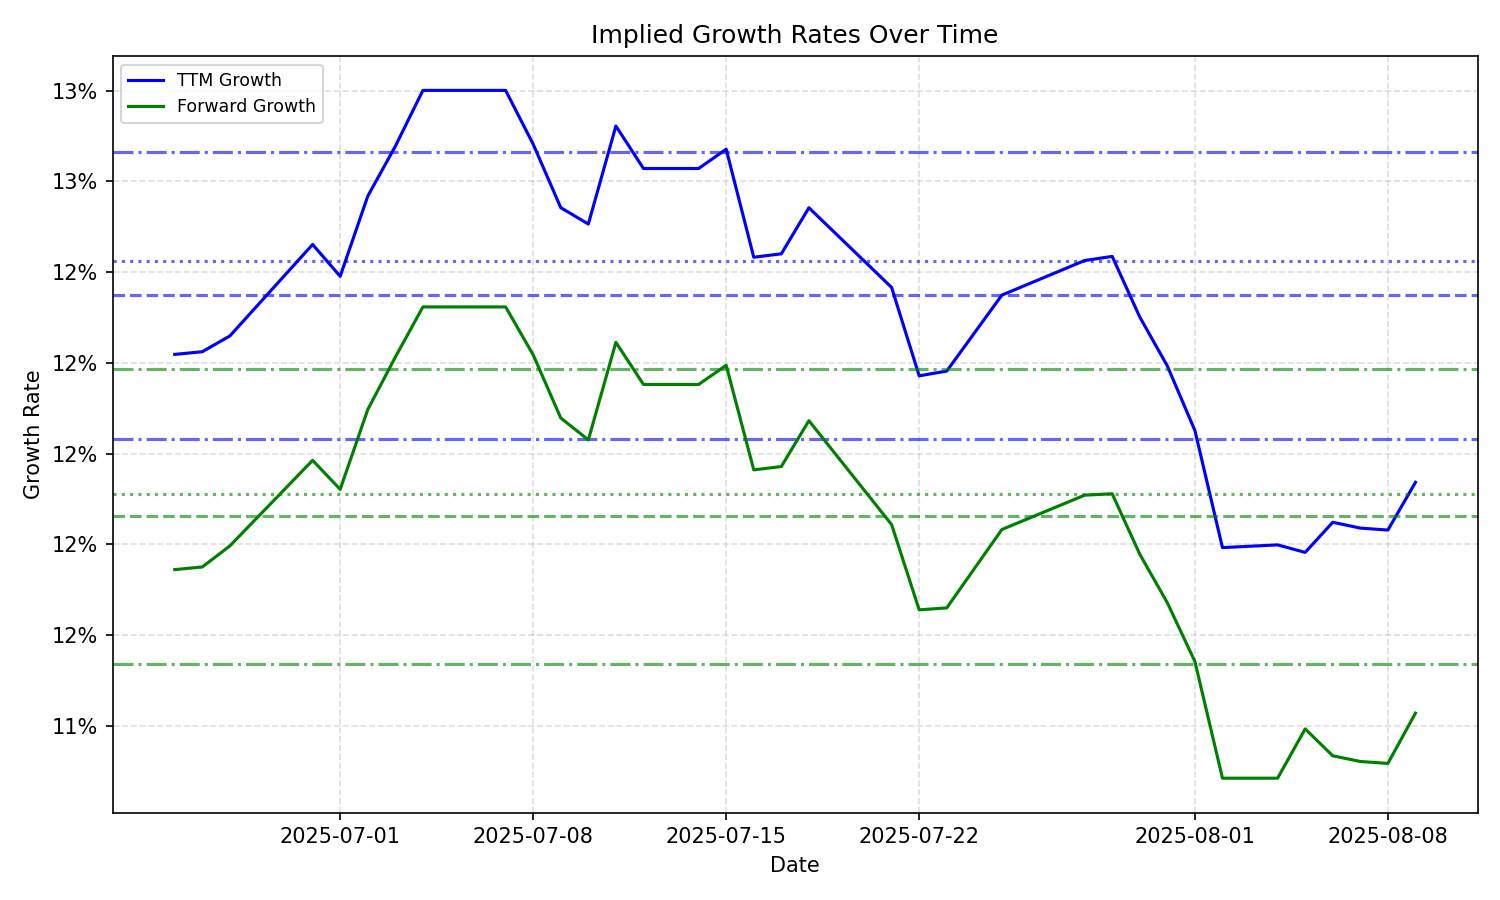 Implied Growth Rates Over Time
TTM Growth
Forward Growth
13%
13%
12%
12%
12%
12%
12%
11%
Growth Rate
2025-07-01
2025-07-08
2025-07-15
2025-07-22
2025-08-01
2025-08-08
Date